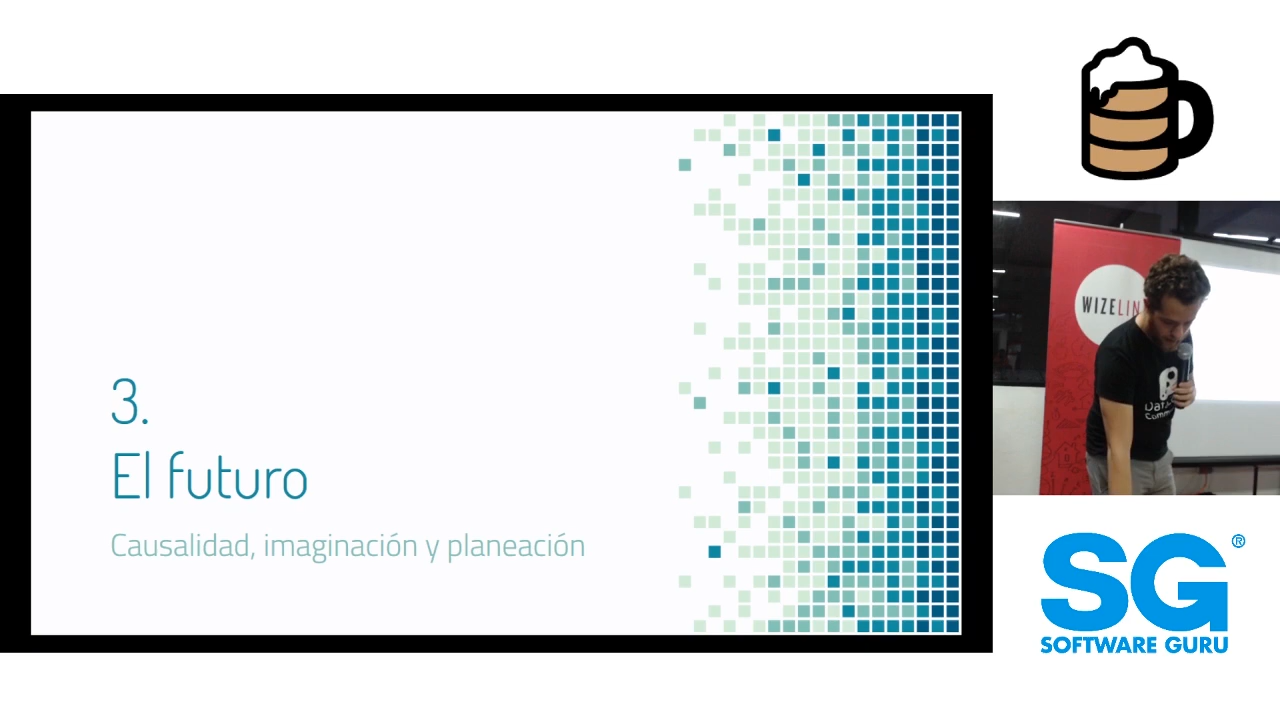 3.
El futuro
Causalidad, imaginación y planeación
WIZELIN
SG®
SOFTWARE GURU